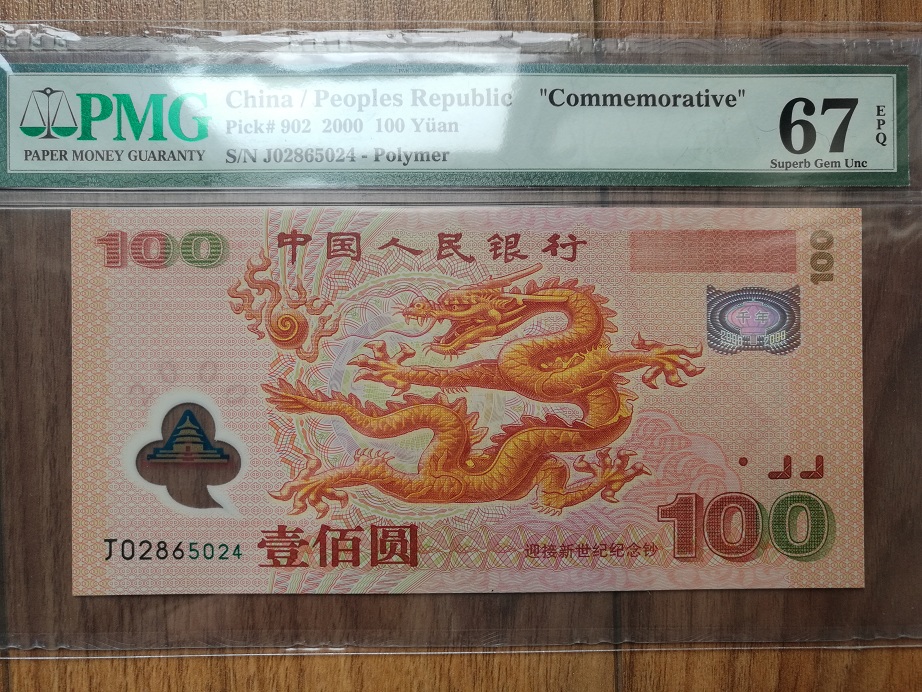 PMG
PAPER MONEY GUARANTY
China / Peoples Republic "Commemorative"
Pick# 902 2000 100 Yüan
S/N J02865024 - Polymer
67
EPQ
Superb Gem Unc
100
中国人民银行
100
千年
J02865024
壹佰圆
迎接新世纪纪念钞
100